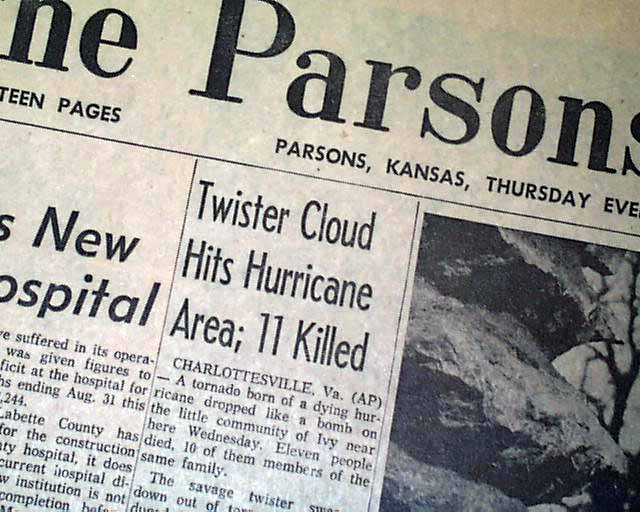 he Parsons
TEEN PAGES
PARSONS, KANSAS, THURSDAY EVE
s New
ospital
ve suffered in its opera-
was given figures to
ficit at the hospital for
hs ending Aug. 31 this
,244.
Labette County has
for the construction
ty hospital, it does
current hospital di-
w institution is not
completion before
Twister Cloud
Hits Hurricane
Area; 11 Killed
CHARLOTTESVILLE, Va. (AP)
— A tornado born of a dying hur-
ricane dropped like a bomb on
the little community of Ivy near
here Wednesday. Eleven people
died, 10 of them members of the
same family.
The savage twister
down out of